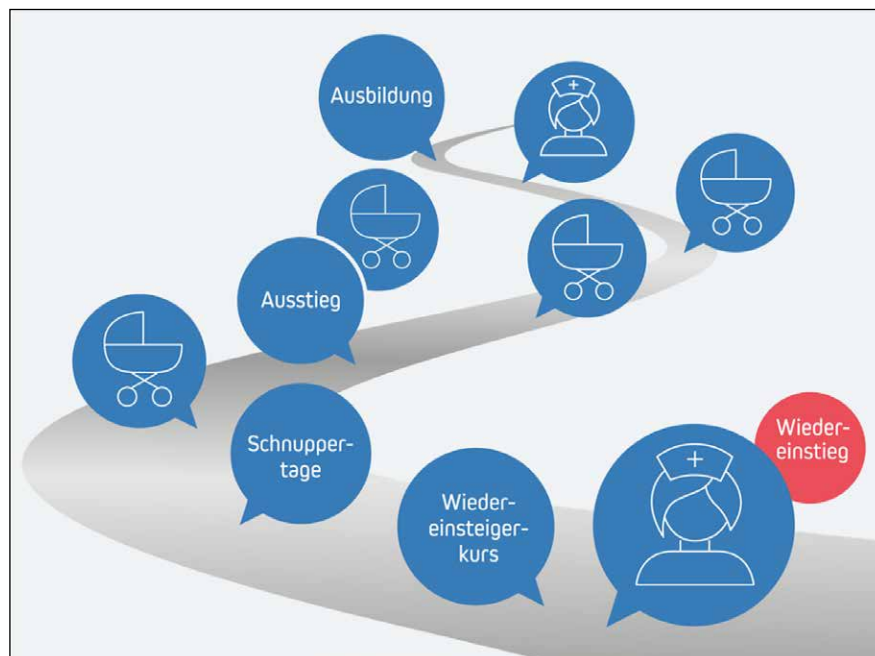 Ausbildung
Ausstieg
Schnupper-
tage
Wieder-
einsteiger-
kurs
Wieder-
einstieg